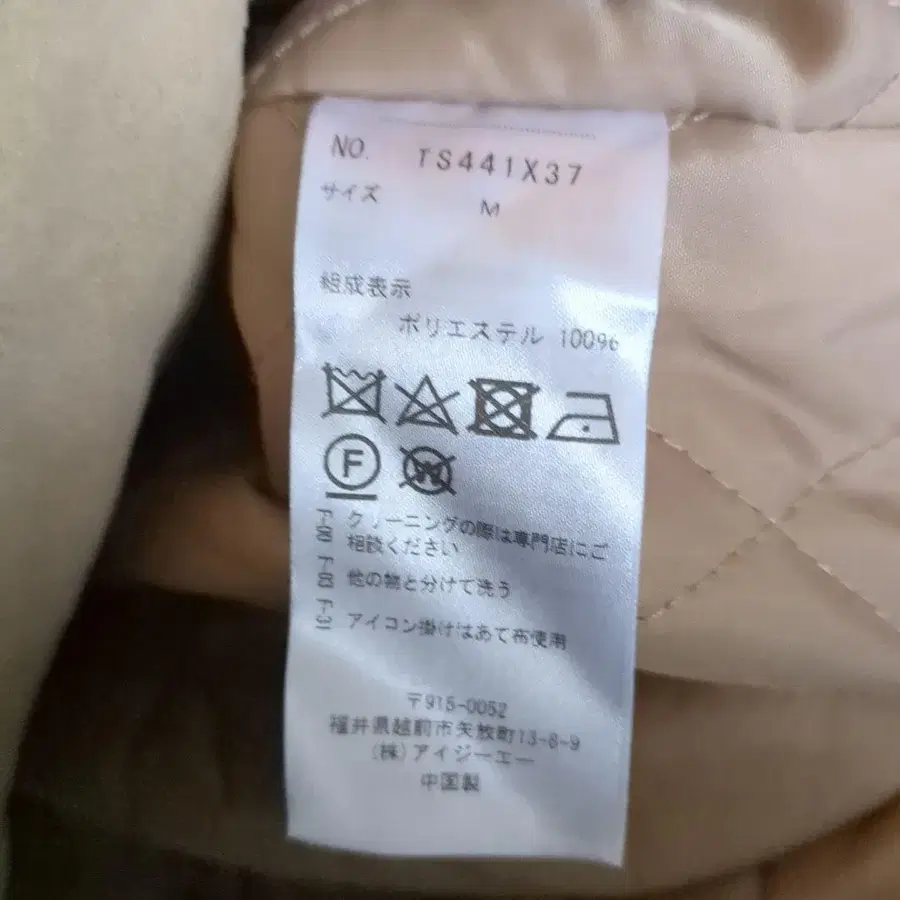 NO. TS441X37
サイズ M
組成表示
ポリエステル 100%
F
W
クリーニングの際は専門店にご
相談ください
他の物と分けて洗う
アイロン掛けはあて布使用
〒915-0052
福井県越前市矢放町13-8-9
(株)アイジーエー
中国製